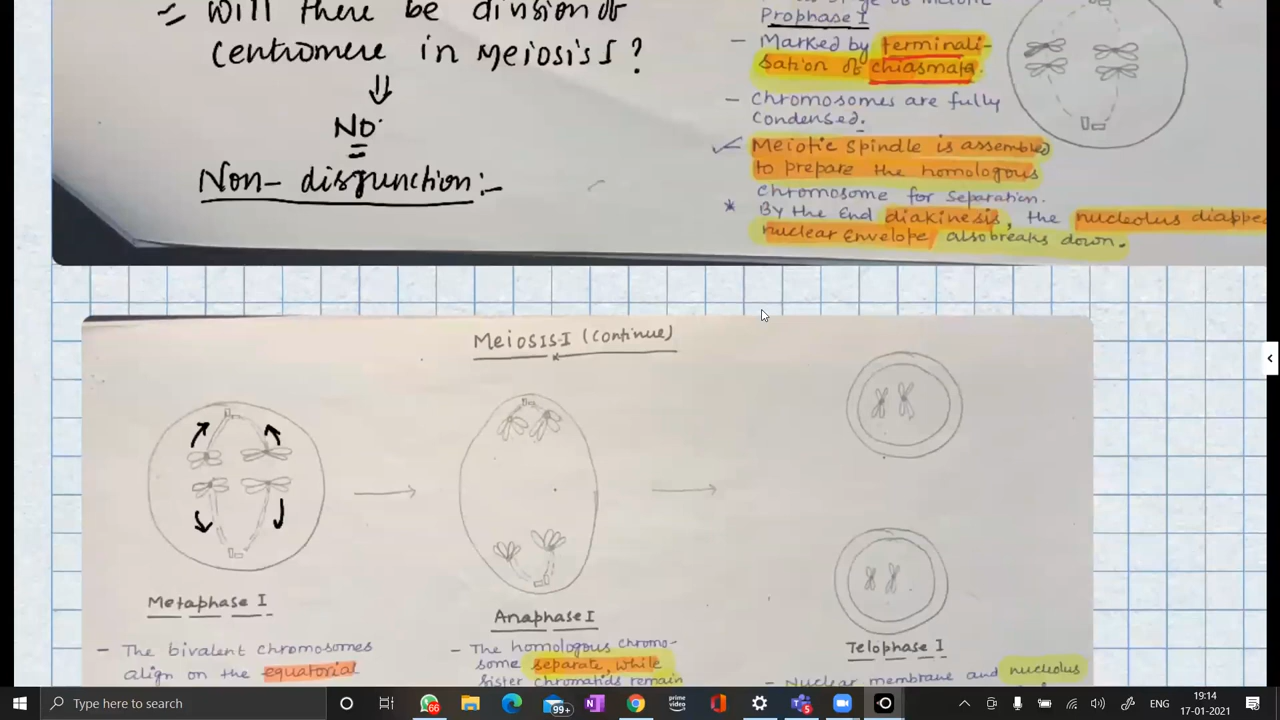 Will there be division of
Centromere in Meiosis I ?
NO
Non- disjunction:-
Prophase I
- Marked by terminali-
sation of chiasmata.
- Chromosomes are fully
Condensed.
Meiotic Spindle is assembled
to prepare the homologous
Chromosome for Separation.
* By the End diakinesis, the nucleolus diappe
nuclear Envelope also breaks down.
Meiosis-I (Continue)
Metaphase I
- The bivalent chromosomes
align on the equatorial
Anaphase I
- The homologous chromo-
some separate, while
sister chromatids remain
Telophase I
- Nuclear membrane and nucleolus
Type here to search
66
99+
5
ENG
19:14
17-01-2021